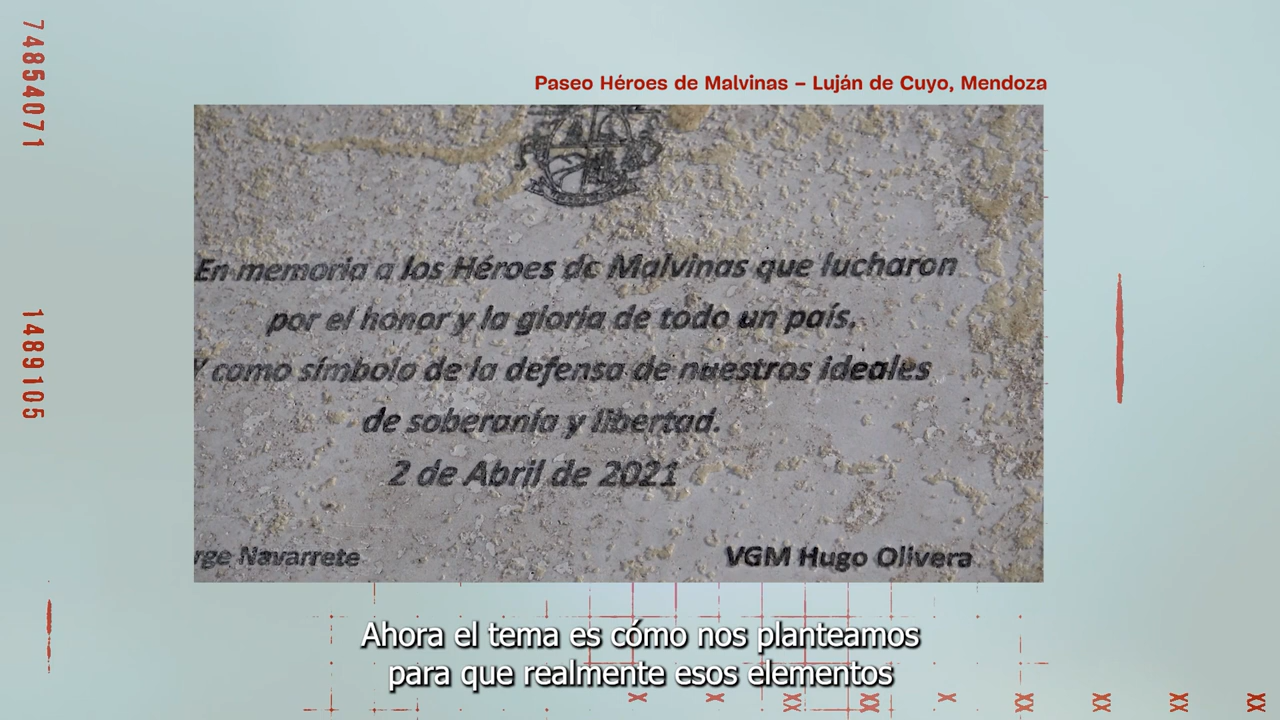 74854071
1489105
Paseo Héroes de Malvinas – Luján de Cuyo, Mendoza
En memoria a los Héroes de Malvinas que lucharon
por el honor y la gloria de todo un país.
Y como símbolo de la defensa de nuestros ideales
de soberanía y libertad.
2 de Abril de 2021
rge Navarrete
VGM Hugo Olivera
Ahora el tema es cómo nos planteamos
para que realmente esos elementos